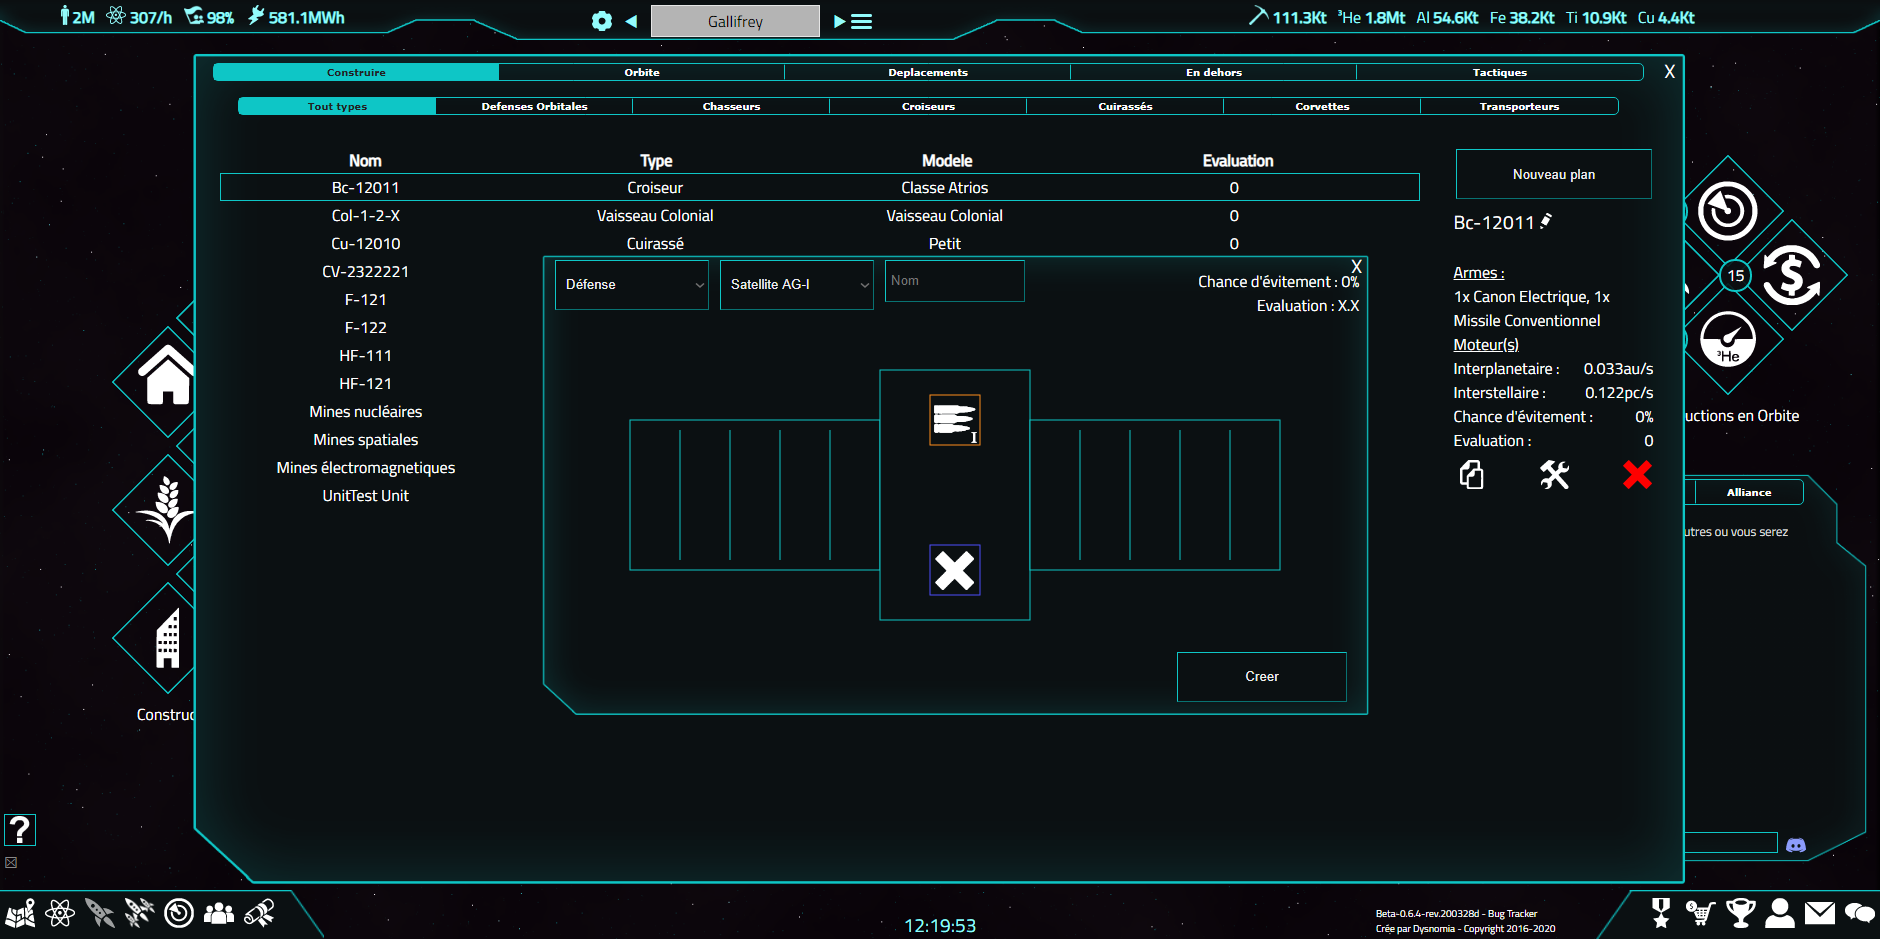 2M 307/h 98% 581.1MWh
Gallifrey
111.3Kt ³He 1.8Mt Al 54.6Kt Fe 38.2Kt Ti 10.9Kt Cu 4.4Kt
Construire Orbite Deplacements En dehors Tactiques X
Tout types Defenses Orbitales Chasseurs Croiseurs Cuirassés Corvettes Transporteurs
Nom Type Modele Evaluation
Bc-12011 Croiseur Classe Atrios 0
Col-1-2-X Vaisseau Colonial Vaisseau Colonial 0
Cu-12010 Cuirassé Petit 0
CV-2322221
F-121
F-122
HF-111
HF-121
Mines nucléaires
Mines spatiales
Mines électromagnetiques
UnitTest Unit
X
Défense Satellite AG-I Nom
Chance d'évitement : 0%
Evaluation : X.X
I
Creer
Nouveau plan
Bc-12011
Armes :
1x Canon Electrique, 1x
Missile Conventionnel
Moteur(s)
Interplanetaire : 0.033au/s
Interstellaire : 0.122pc/s
Chance d'évitement : 0%
Evaluation : 0
15
³He
uctions en Orbite
Alliance
utres ou vous serez
Construc
?
12:19:53
Beta-0.6.4-rev.200328d - Bug Tracker
Crée par Dysnomia - Copyright 2016-2020